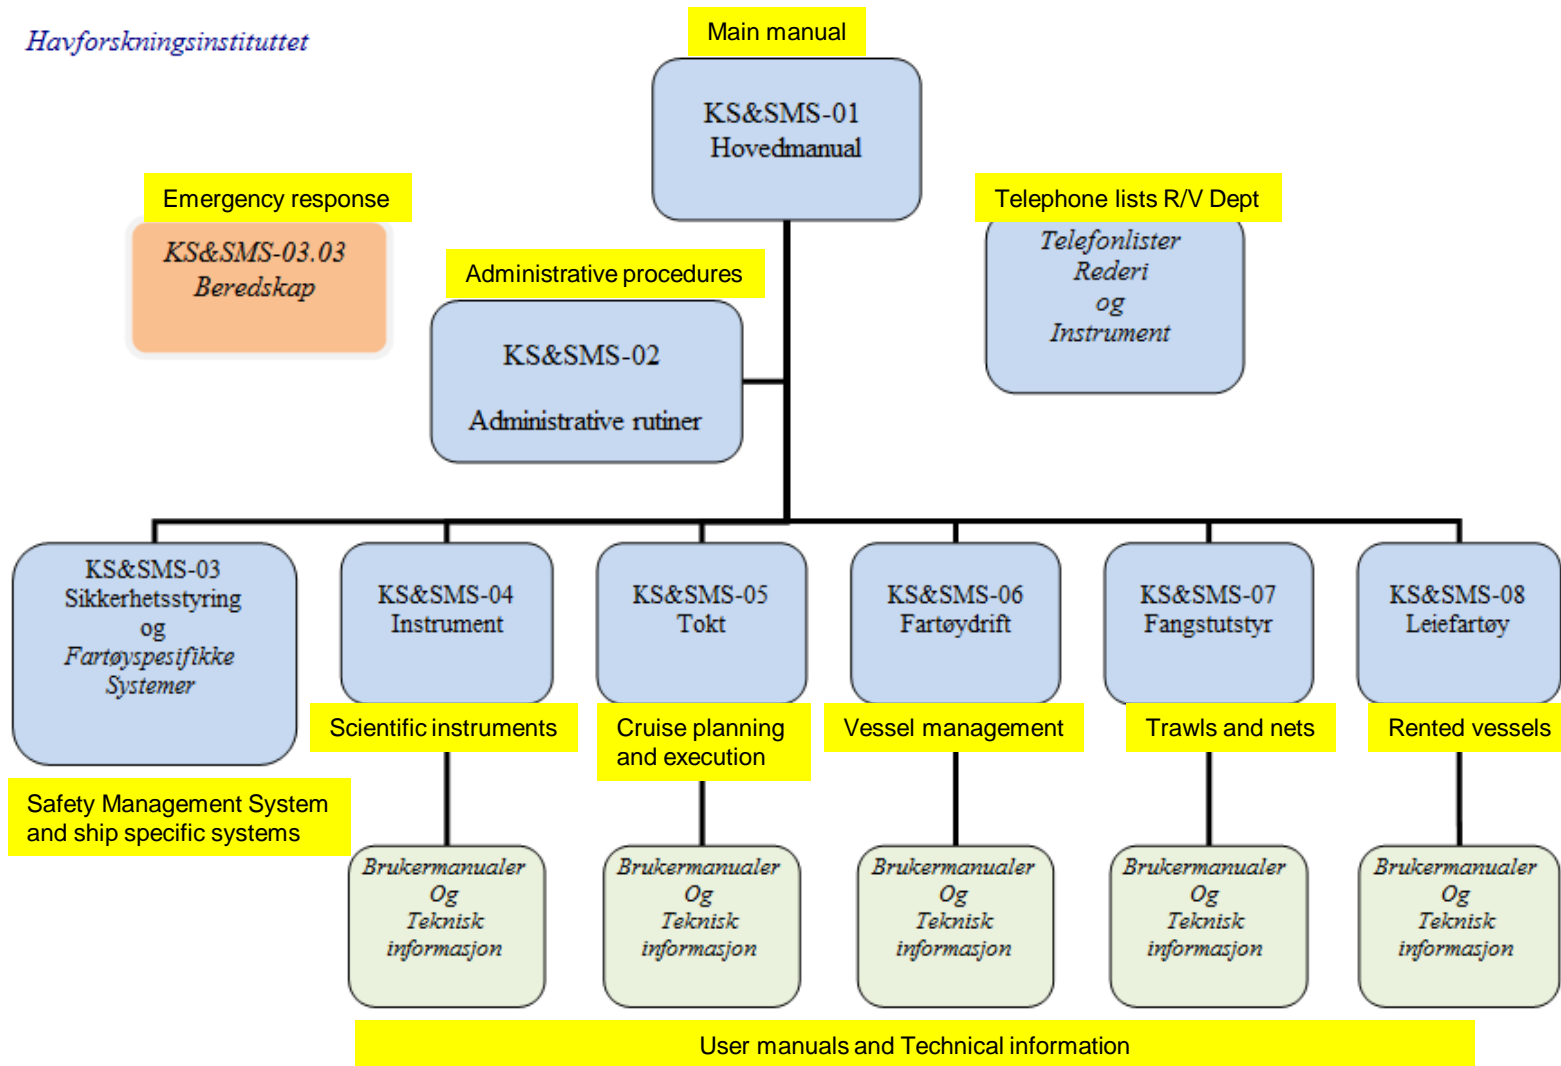 Havforskningsinstituttet
Main manual
KS&SMS-01
Hovedmanual
Emergency response
KS&SMS-03.03
Beredskap
Administrative procedures
KS&SMS-02
Administrative rutiner
Telephone lists R/V Dept
Telefonlister
Rederi
og
Instrument
KS&SMS-03
Sikkerhetsstyring
og
Fartøyspesifikke
Systemer
Safety Management System
and ship specific systems
KS&SMS-04
Instrument
Scientific instruments
KS&SMS-05
Tokt
Cruise planning
and execution
KS&SMS-06
Fartøydrift
Vessel management
KS&SMS-07
Fangstutstyr
Trawls and nets
KS&SMS-08
Leiefartøy
Rented vessels
Brukermanualer
Og
Teknisk
informasjon
Brukermanualer
Og
Teknisk
informasjon
Brukermanualer
Og
Teknisk
informasjon
Brukermanualer
Og
Teknisk
informasjon
Brukermanualer
Og
Teknisk
informasjon
User manuals and Technical information